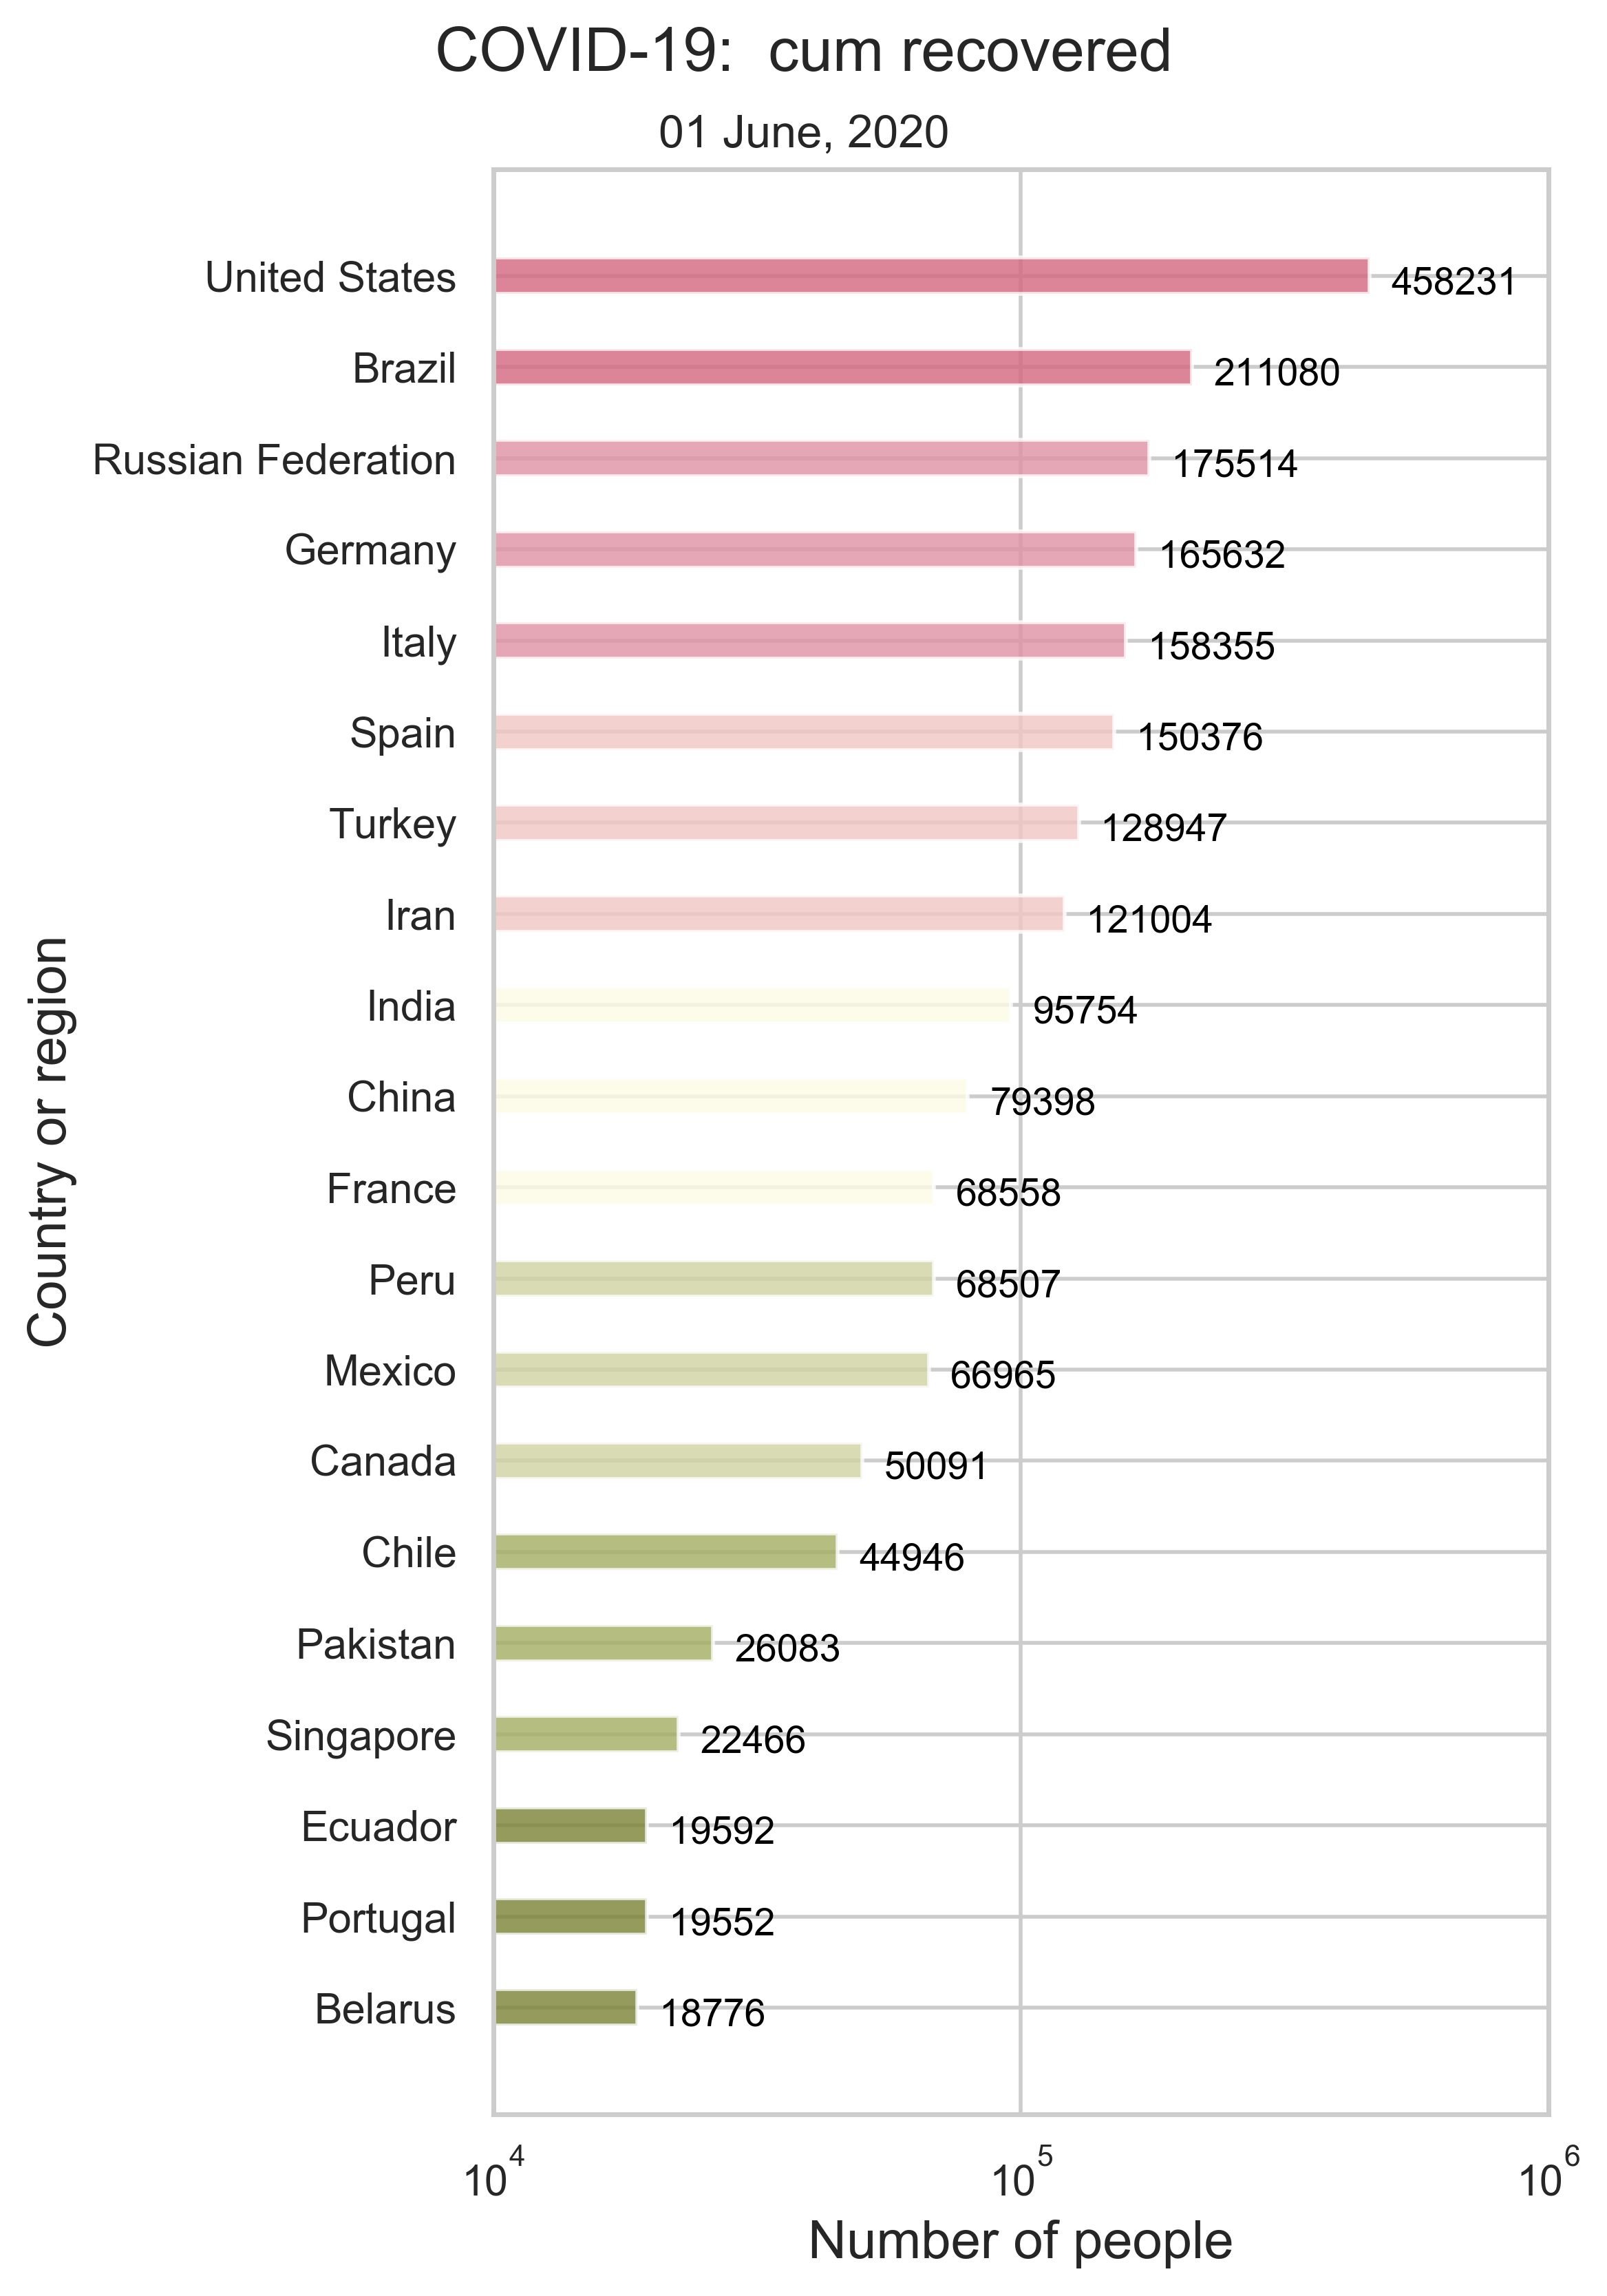 COVID-19:  cum recovered
01 June, 2020
Country or region
United States 458231
Brazil 211080
Russian Federation 175514
Germany 165632
Italy 158355
Spain 150376
Turkey 128947
Iran 121004
India 95754
China 79398
France 68558
Peru 68507
Mexico 66965
Canada 50091
Chile 44946
Pakistan 26083
Singapore 22466
Ecuador 19592
Portugal 19552
Belarus 18776
10^4 10^5 10^6
Number of people